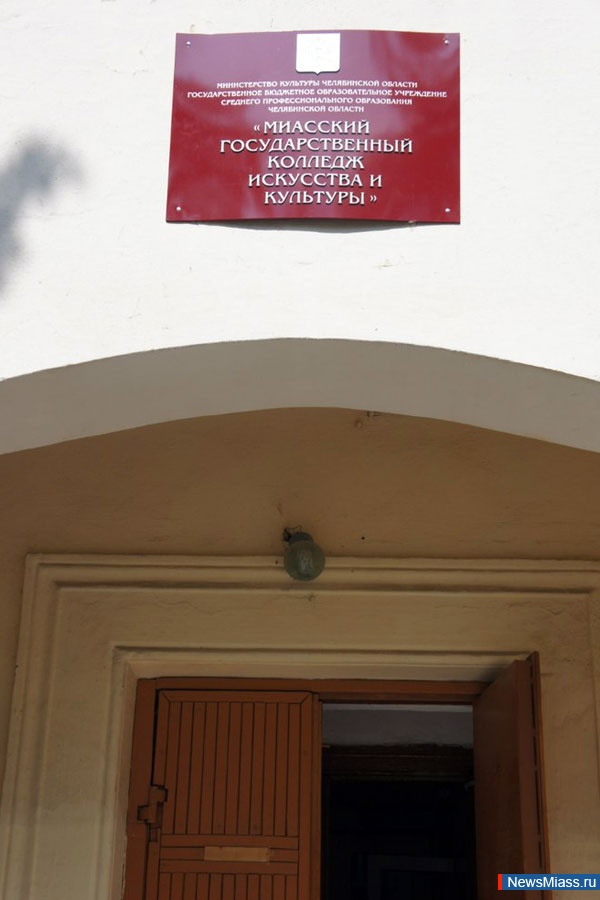 МИНИСТЕРСТВО КУЛЬТУРЫ ЧЕЛЯБИНСКОЙ ОБЛАСТИ
ГОСУДАРСТВЕННОЕ БЮДЖЕТНОЕ ОБРАЗОВАТЕЛЬНОЕ УЧРЕЖДЕНИЕ
СРЕДНЕГО ПРОФЕССИОНАЛЬНОГО ОБРАЗОВАНИЯ
ЧЕЛЯБИНСКОЙ ОБЛАСТИ
«МИАССКИЙ
ГОСУДАРСТВЕННЫЙ
КОЛЛЕДЖ
ИСКУССТВА И
КУЛЬТУРЫ»
NewsMiass.ru